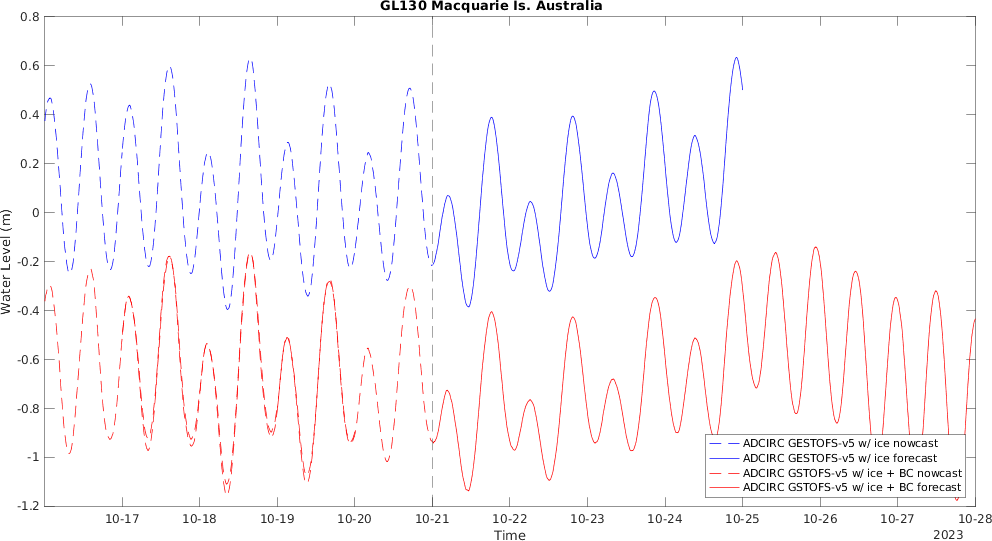 GL130 Macquarie Is. Australia
Water Level (m)
0.8
0.6
0.4
0.2
0
-0.2
-0.4
-0.6
-0.8
-1
-1.2
10-17 10-18 10-19 10-20 10-21 10-22 10-23 10-24 10-25 10-26 10-27 10-28
Time
2023
ADCIRC GESTOFS-v5 w/ ice nowcast
ADCIRC GESTOFS-v5 w/ ice forecast
ADCIRC GSTOFS-v5 w/ ice + BC nowcast
ADCIRC GSTOFS-v5 w/ ice + BC forecast